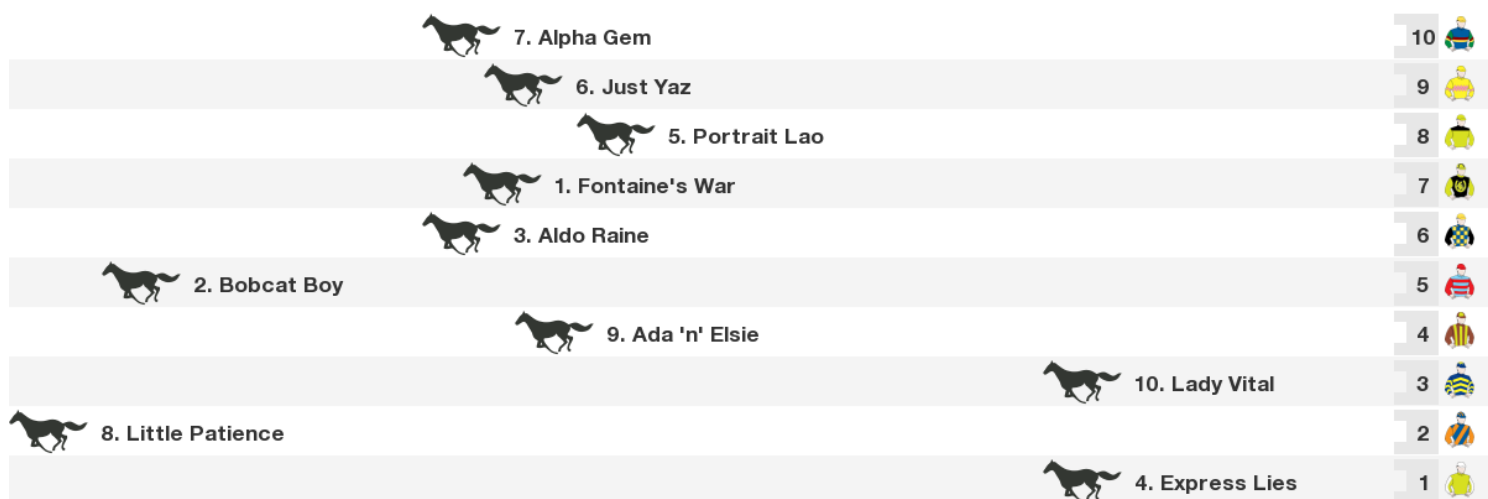 7. Alpha Gem 10
6. Just Yaz 9
5. Portrait Lao 8
1. Fontaine's War 7
3. Aldo Raine 6
2. Bobcat Boy 5
9. Ada 'n' Elsie 4
10. Lady Vital 3
8. Little Patience 2
4. Express Lies 1